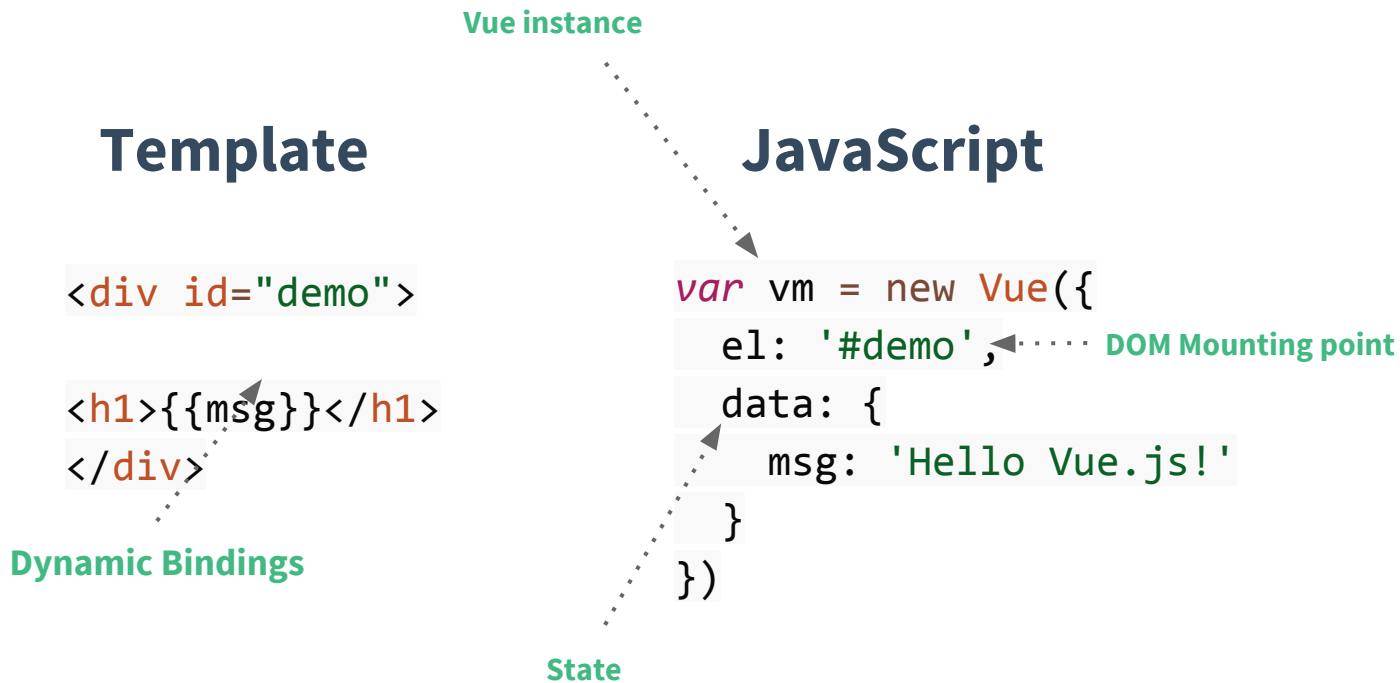 Vue instance
Template
JavaScript
<div id="demo">
<h1>{{msg}}</h1>
</div>
Dynamic Bindings
var vm = new Vue({
el: '#demo',
DOM Mounting point
data: {
msg: 'Hello Vue.js!'
}
})
State